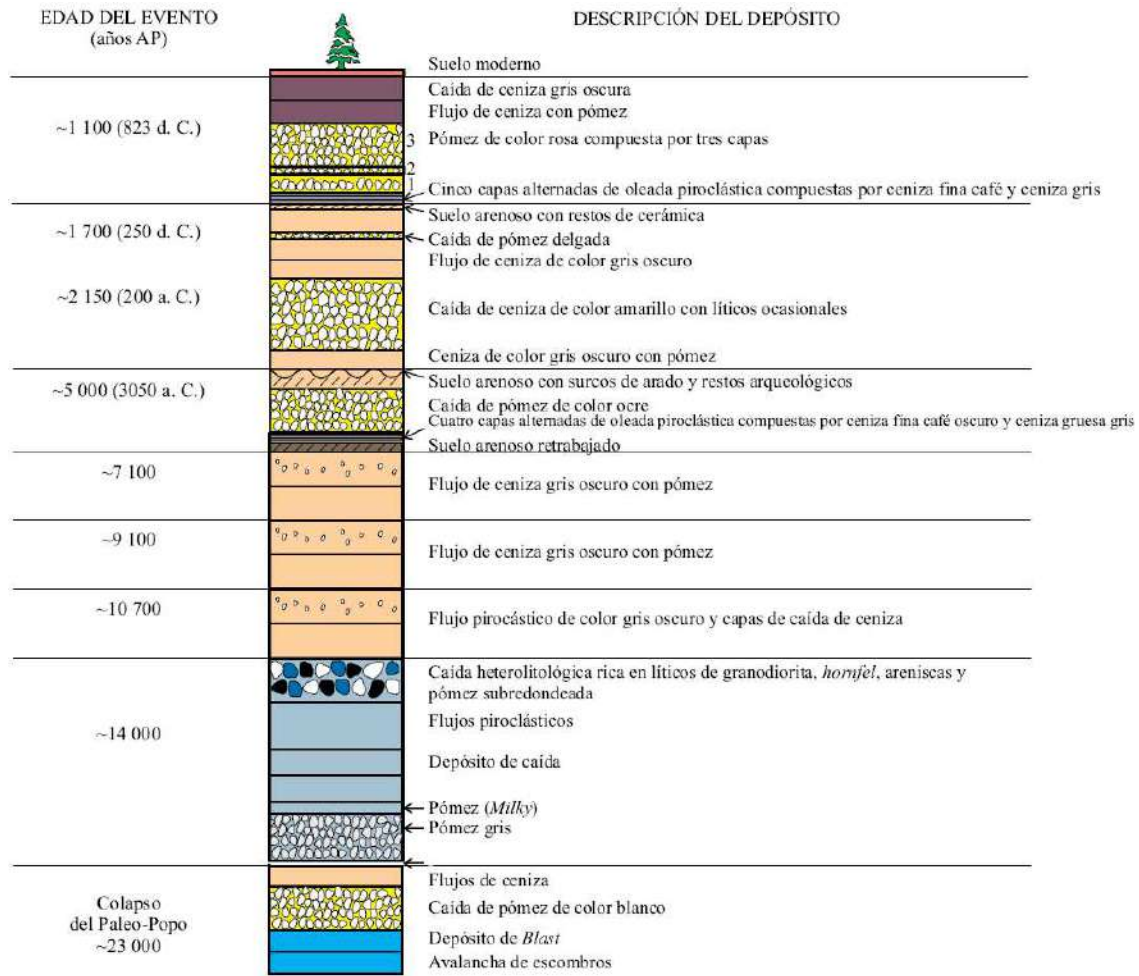 EDAD DEL EVENTO
(años AP)
DESCRIPCIÓN DEL DEPÓSITO
Suelo moderno
~1 100 (823 d. C.)
Caída de ceniza gris oscura
Flujo de ceniza con pómez
3
Pómez de color rosa compuesta por tres capas
2
1
Cinco capas alternadas de oleada piroclástica compuestas por ceniza fina café y ceniza gris
~1 700 (250 d. C.)
Suelo arenoso con restos de cerámica
Caída de pómez delgada
Flujo de ceniza de color gris oscuro
~2 150 (200 a. C.)
Caída de ceniza de color amarillo con líticos ocasionales
Ceniza de color gris oscuro con pómez
~5 000 (3050 a. C.)
Suelo arenoso con surcos de arado y restos arqueológicos
Caída de pómez de color ocre
Cuatro capas alternadas de oleada piroclástica compuestas por ceniza fina café oscuro y ceniza gruesa gris
Suelo arenoso retrabajado
~7 100
Flujo de ceniza gris oscuro con pómez
~9 100
Flujo de ceniza gris oscuro con pómez
~10 700
Flujo pirocástico de color gris oscuro y capas de caída de ceniza
~14 000
Caída heterolitológica rica en líticos de granodiorita, hornfel, areniscas y
pómez subredondeada
Flujos piroclásticos
Depósito de caída
Pómez (Milky)
Pómez gris
Colapso
del Paleo-Popo
~23 000
Flujos de ceniza
Caída de pómez de color blanco
Depósito de Blast
Avalancha de escombros